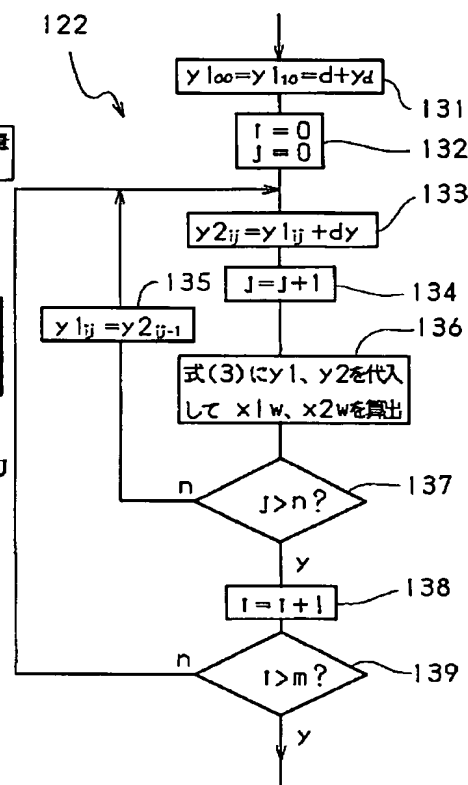 122
y1₀₀=y1₁₀=d+yd
131
i=0
j=0
132
133
y2ij=y1ij+dy
135
j=j+1
134
y1ij=y2ij-1
136
式(3)にy1、y2を代入
して x1w、x2wを算出
n
j>n?
137
y
i=i+1
138
n
i>m?
139
y